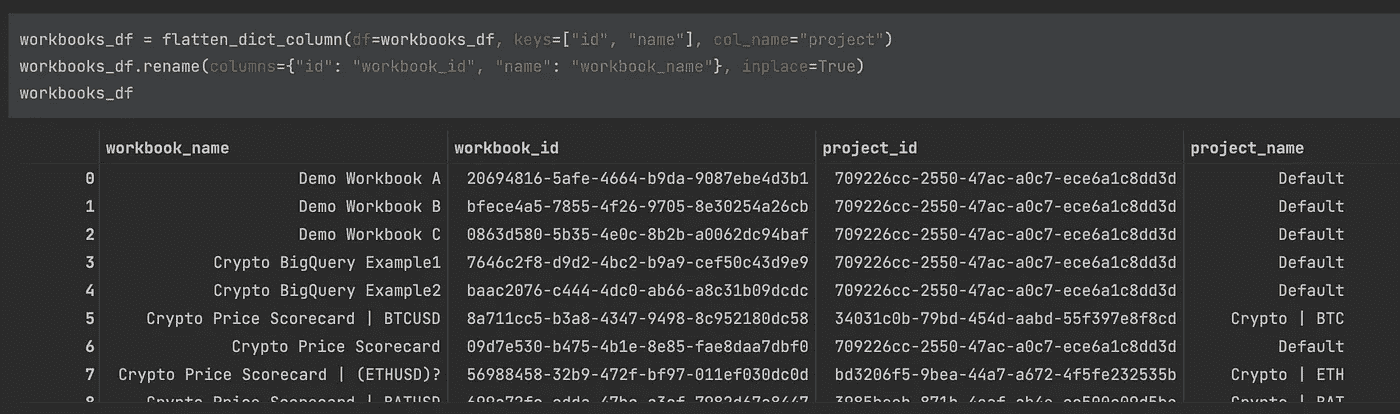 workbooks_df = flatten_dict_column(df=workbooks_df, keys=["id", "name"], col_name="project")
workbooks_df.rename(columns={"id": "workbook_id", "name": "workbook_name"}, inplace=True)
workbooks_df
workbook_name workbook_id project_id project_name
0 Demo Workbook A 20694816-5afe-4664-b9da-9087ebe4d3b1 709226cc-2550-47ac-a0c7-ece6a1c8dd3d Default
1 Demo Workbook B bfece4a5-7855-4f26-9705-8e30254a26cb 709226cc-2550-47ac-a0c7-ece6a1c8dd3d Default
2 Demo Workbook C 0863d580-5b35-4e0c-8b2b-a0062dc94baf 709226cc-2550-47ac-a0c7-ece6a1c8dd3d Default
3 Crypto BigQuery Example1 7646c2f8-d9d2-4bc2-b9a9-cef50c43d9e9 709226cc-2550-47ac-a0c7-ece6a1c8dd3d Default
4 Crypto BigQuery Example2 baac2076-c444-4dc0-ab66-a8c31b09dcdc 709226cc-2550-47ac-a0c7-ece6a1c8dd3d Default
5 Crypto Price Scorecard | BTCUSD 8a711cc5-b3a8-4347-9498-8c952180dc58 34031c0b-79bd-454d-aabd-55f397e8f8cd Crypto | BTC
6 Crypto Price Scorecard 09d7e530-b475-4b1e-8e85-fae8daa7dbf0 709226cc-2550-47ac-a0c7-ece6a1c8dd3d Default
7 Crypto Price Scorecard | (ETHUSD)? 56988458-32b9-472f-bf97-011ef030dc0d bd3206f5-9bea-44a7-a672-4f5fe232535b Crypto | ETH
8 Crypto Price Scorecard | BATUSD Crypto | BAT